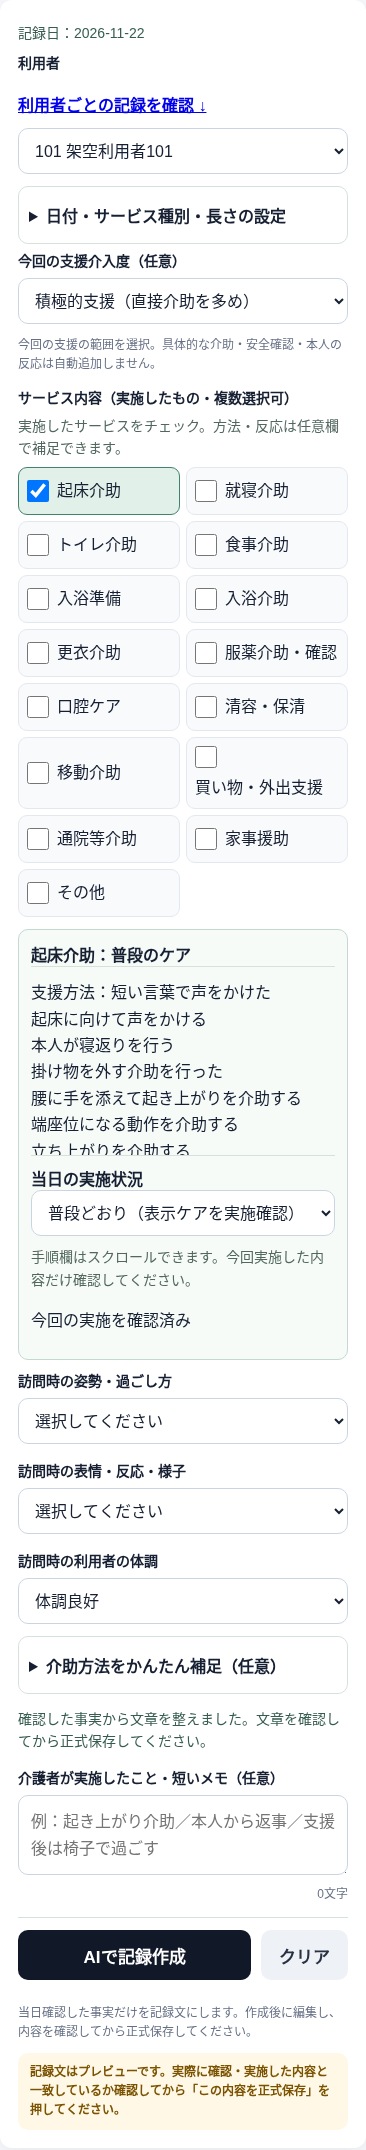 記録日：2026-11-22
利用者
利用者ごとの記録を確認 ↓
101 架空利用者101
▶ 日付・サービス種別・長さの設定
今回の支援介入度（任意）
積極的支援（直接介助を多め）
今回の支援の範囲を選択。具体的な介助・安全確認・本人の
反応は自動追加しません。
サービス内容（実施したもの・複数選択可）
実施したサービスをチェック。方法・反応は任意欄
で補足できます。
起床介助
就寝介助
トイレ介助
食事介助
入浴準備
入浴介助
更衣介助
服薬介助・確認
口腔ケア
清容・保清
移動介助
買い物・外出支援
通院等介助
家事援助
その他
起床介助：普段のケア
支援方法：短い言葉で声をかけた
起床に向けて声をかける
本人が寝返りを行う
掛け物を外す介助を行った
腰に手を添えて起き上がりを介助する
端座位になる動作を介助する
立ち上がりを介助する
当日の実施状況
普段どおり（表示ケアを実施確認）
手順欄はスクロールできます。今回実施した内
容だけ確認してください。
今回の実施を確認済み
訪問時の姿勢・過ごし方
選択してください
訪問時の表情・反応・様子
選択してください
訪問時の利用者の体調
体調良好
▶ 介助方法をかんたん補足（任意）
確認した事実から文章を整えました。文章を確認し
てから正式保存してください。
介護者が実施したこと・短いメモ（任意）
例：起き上がり介助／本人から返事／支援
後は椅子で過ごす
0文字
AIで記録作成
クリア
当日確認した事実だけを記録文にします。作成後に編集し、
内容を確認してから正式保存してください。
記録文はプレビューです。実際に確認・実施した内容と
一致しているか確認してから「この内容を正式保存」を
押してください。